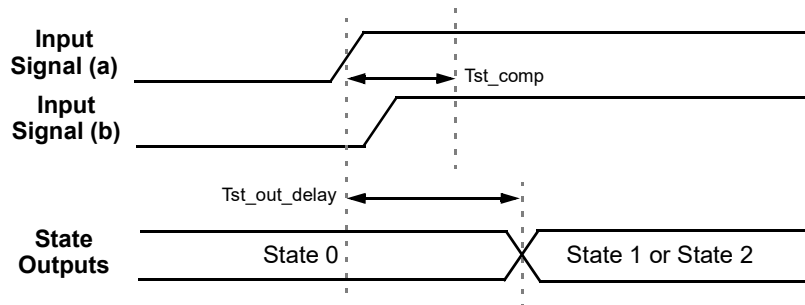 Input
Signal (a)
Tst_comp
Input
Signal (b)
Tst_out_delay
State
Outputs
State 0
State 1 or State 2